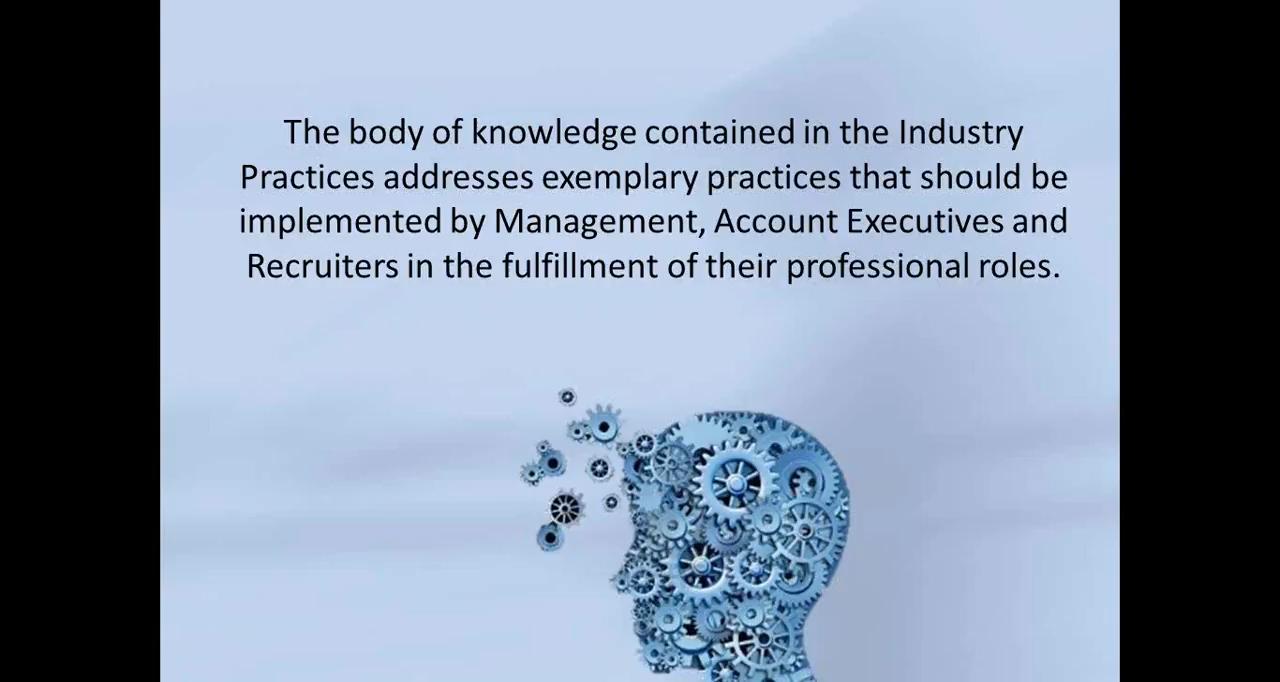 The body of knowledge contained in the Industry
Practices addresses exemplary practices that should be
implemented by Management, Account Executives and
Recruiters in the fulfillment of their professional roles.